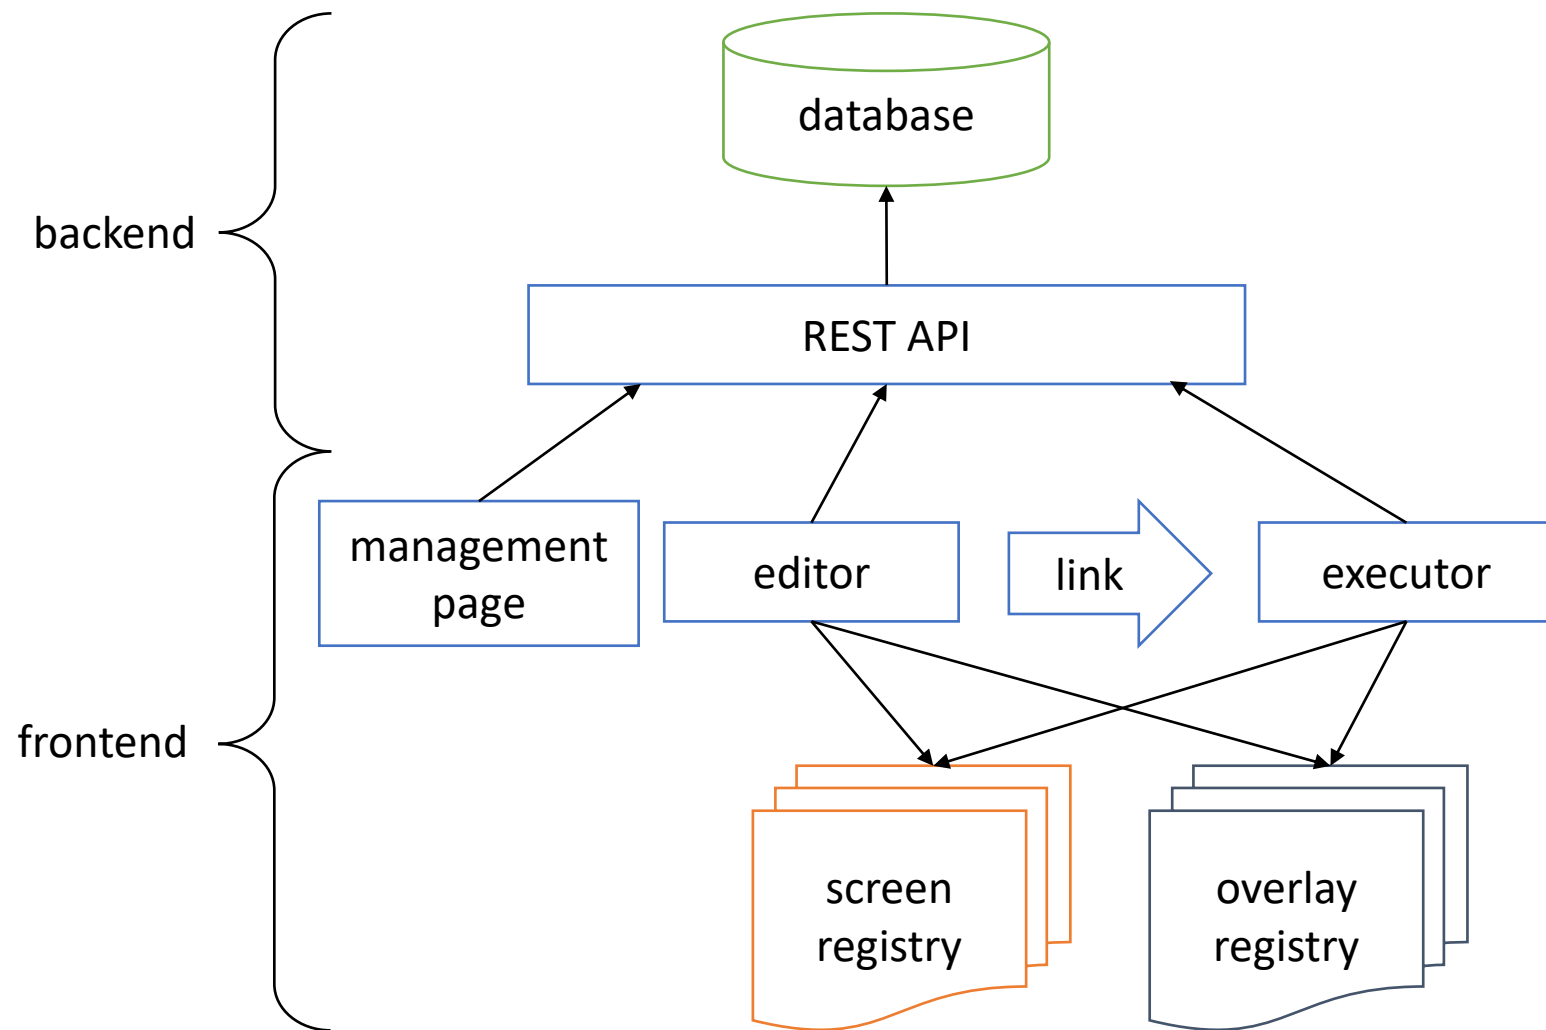 database
backend
REST API
management
page
editor
link
executor
frontend
screen
registry
overlay
registry